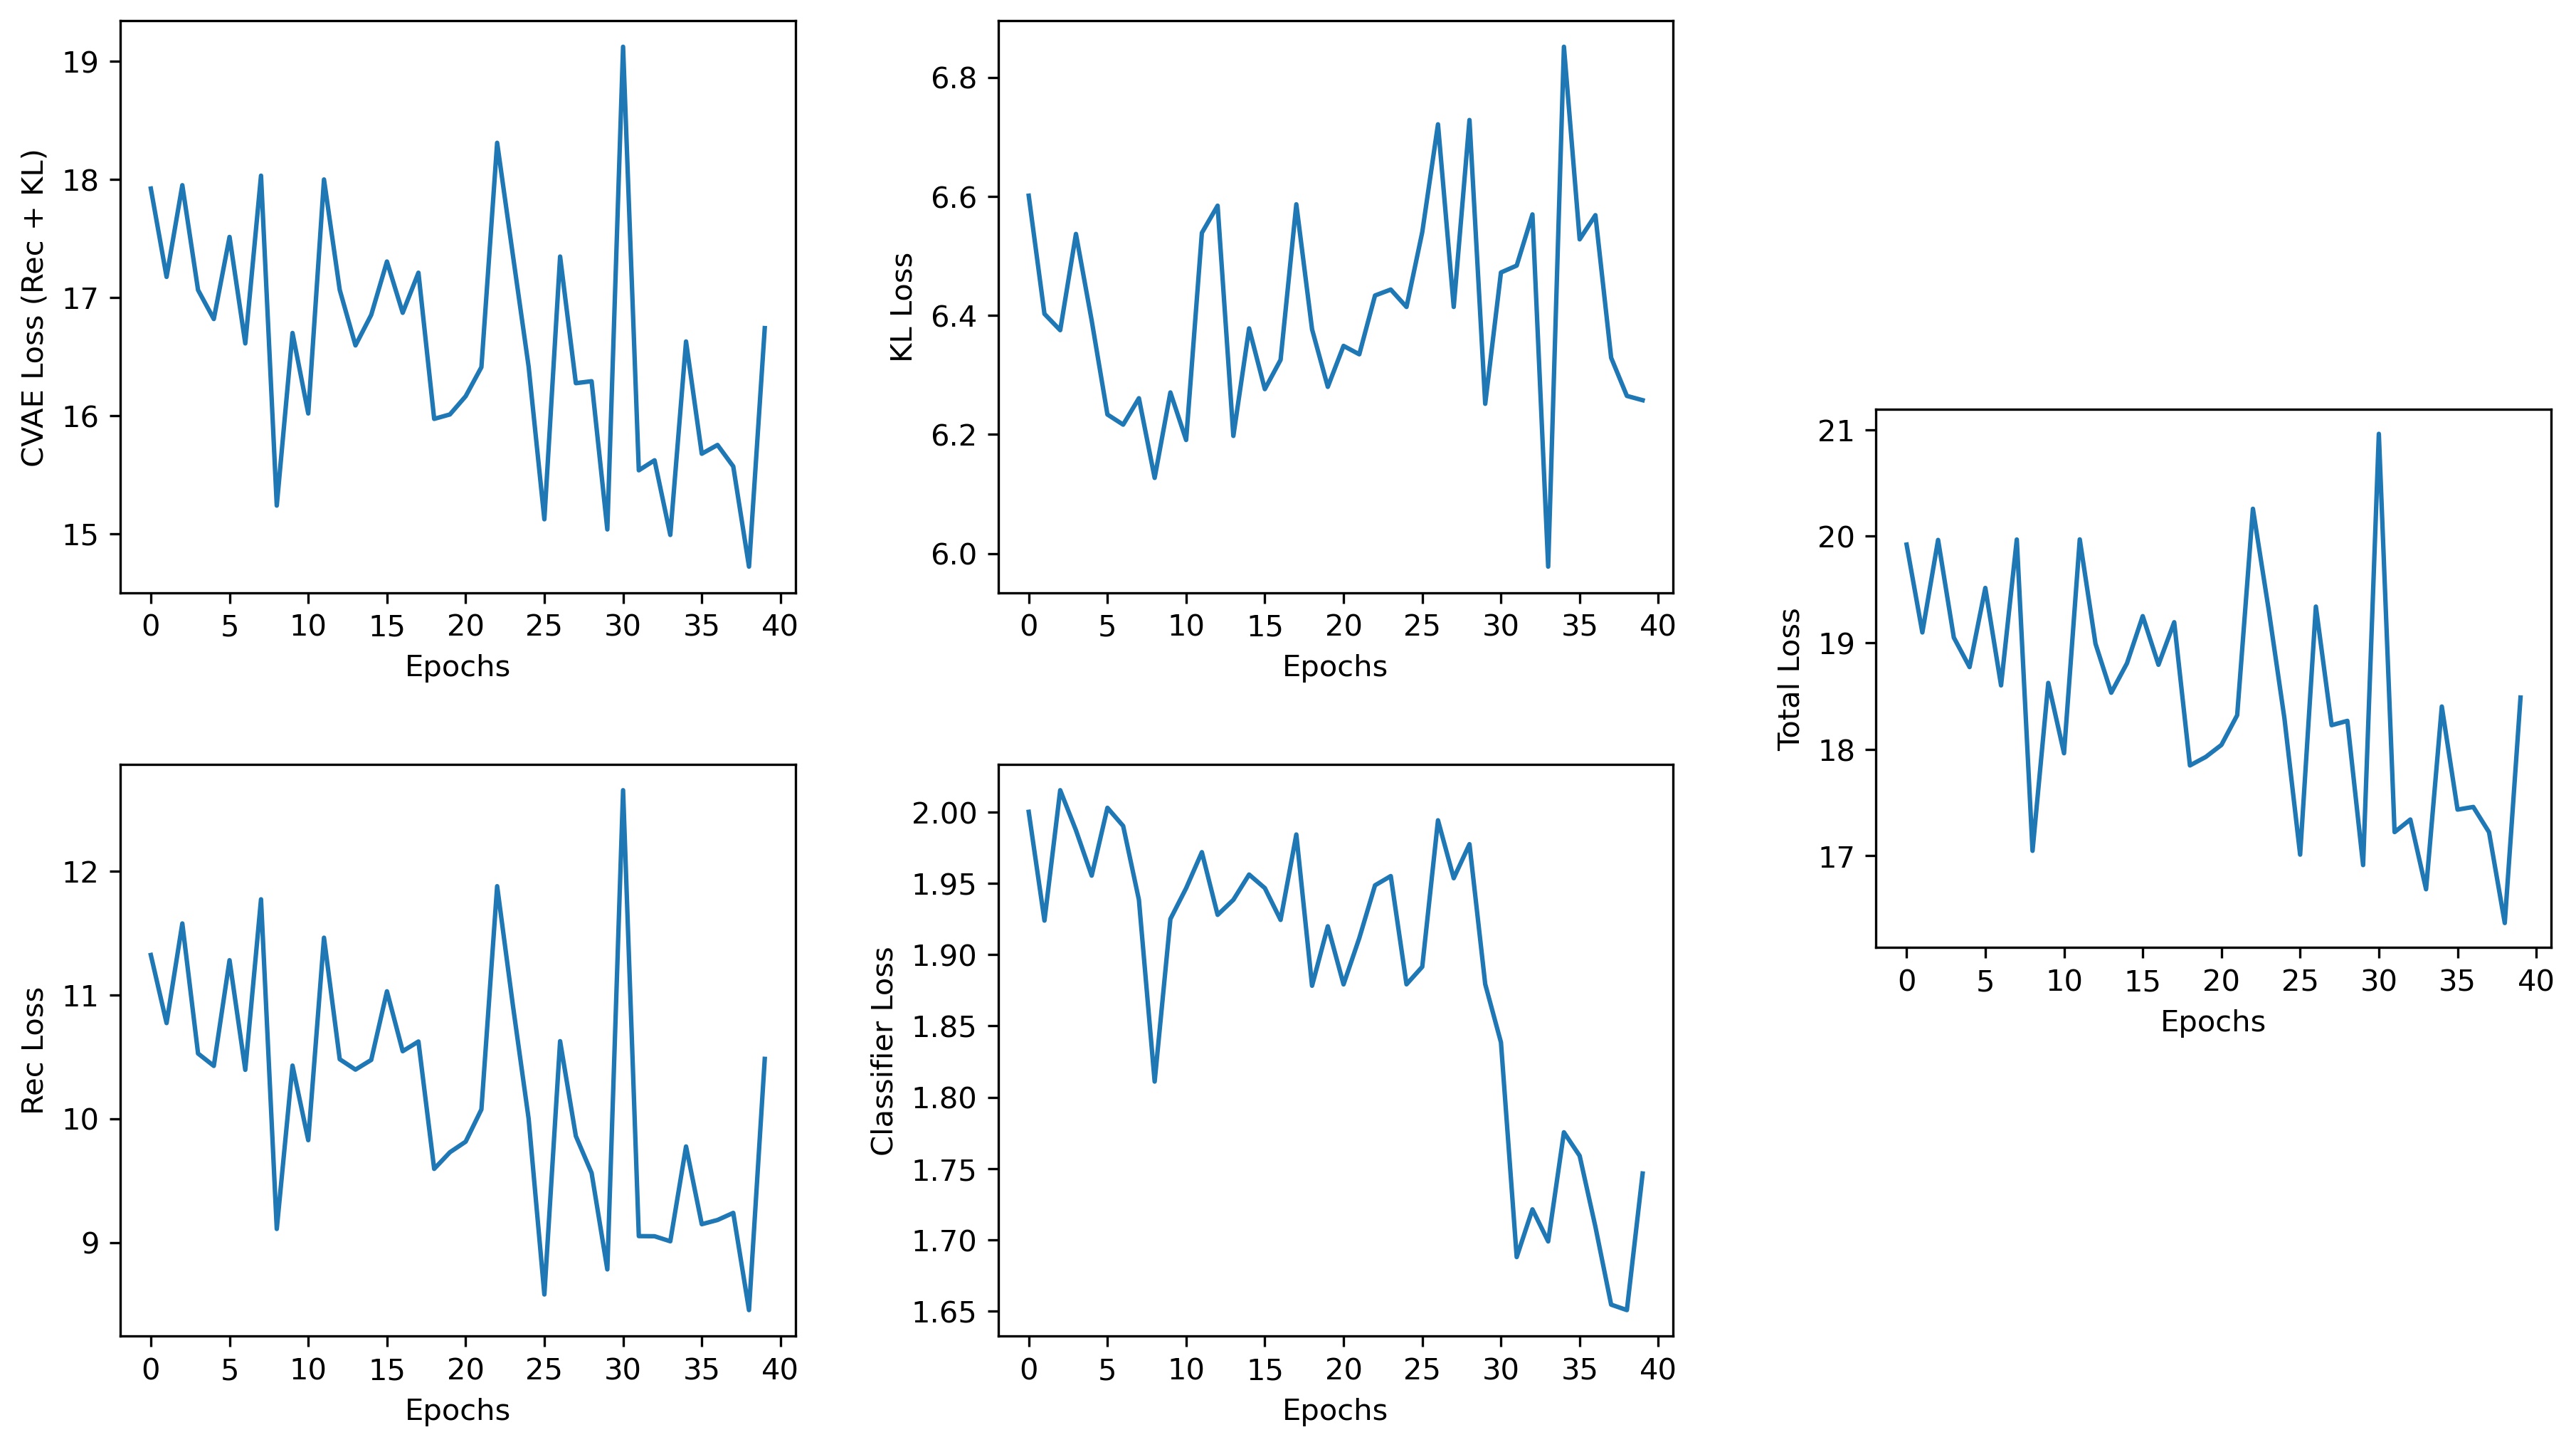 CVAE Loss (Rec + KL)
19
18
17
16
15
0 5 10 15 20 25 30 35 40
Epochs
KL Loss
6.8
6.6
6.4
6.2
6.0
0 5 10 15 20 25 30 35 40
Epochs
Rec Loss
12
11
10
9
0 5 10 15 20 25 30 35 40
Epochs
Classifier Loss
2.00
1.95
1.90
1.85
1.80
1.75
1.70
1.65
0 5 10 15 20 25 30 35 40
Epochs
Total Loss
21
20
19
18
17
0 5 10 15 20 25 30 35 40
Epochs